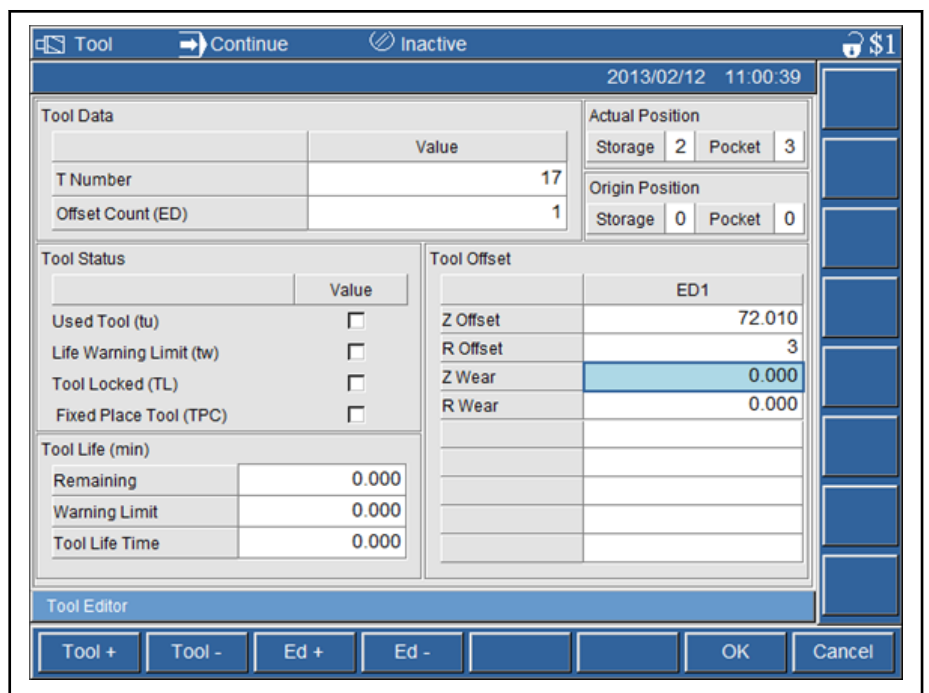 Tool Continue Inactive $1
2013/02/12 11:00:39
Tool Data
Value
T Number 17
Offset Count (ED) 1
Actual Position
Storage 2 Pocket 3
Origin Position
Storage 0 Pocket 0
Tool Status
Value
Used Tool (tu)
Life Warning Limit (tw)
Tool Locked (TL)
Fixed Place Tool (TPC)
Tool Life (min)
Remaining 0.000
Warning Limit 0.000
Tool Life Time 0.000
Tool Offset
ED1
Z Offset 72.010
R Offset 3
Z Wear 0.000
R Wear 0.000
Tool Editor
Tool + Tool - Ed + Ed - OK Cancel